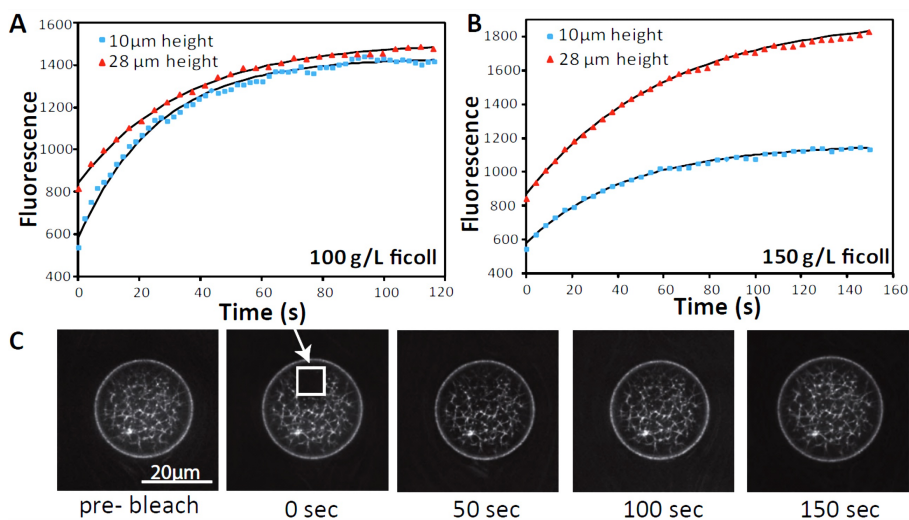 A
1600
1400
1200
1000
800
600
400
Fluorescence
10μm height
28 μm height
100 g/L ficoll
0 20 40 60 80 100 120
Time (s)
B
1800
1600
1400
1200
1000
800
600
400
Fluorescence
10μm height
28 μm height
150 g/L ficoll
0 20 40 60 80 100 120 140 160
Time (s)
C
20μm
pre- bleach 0 sec 50 sec 100 sec 150 sec